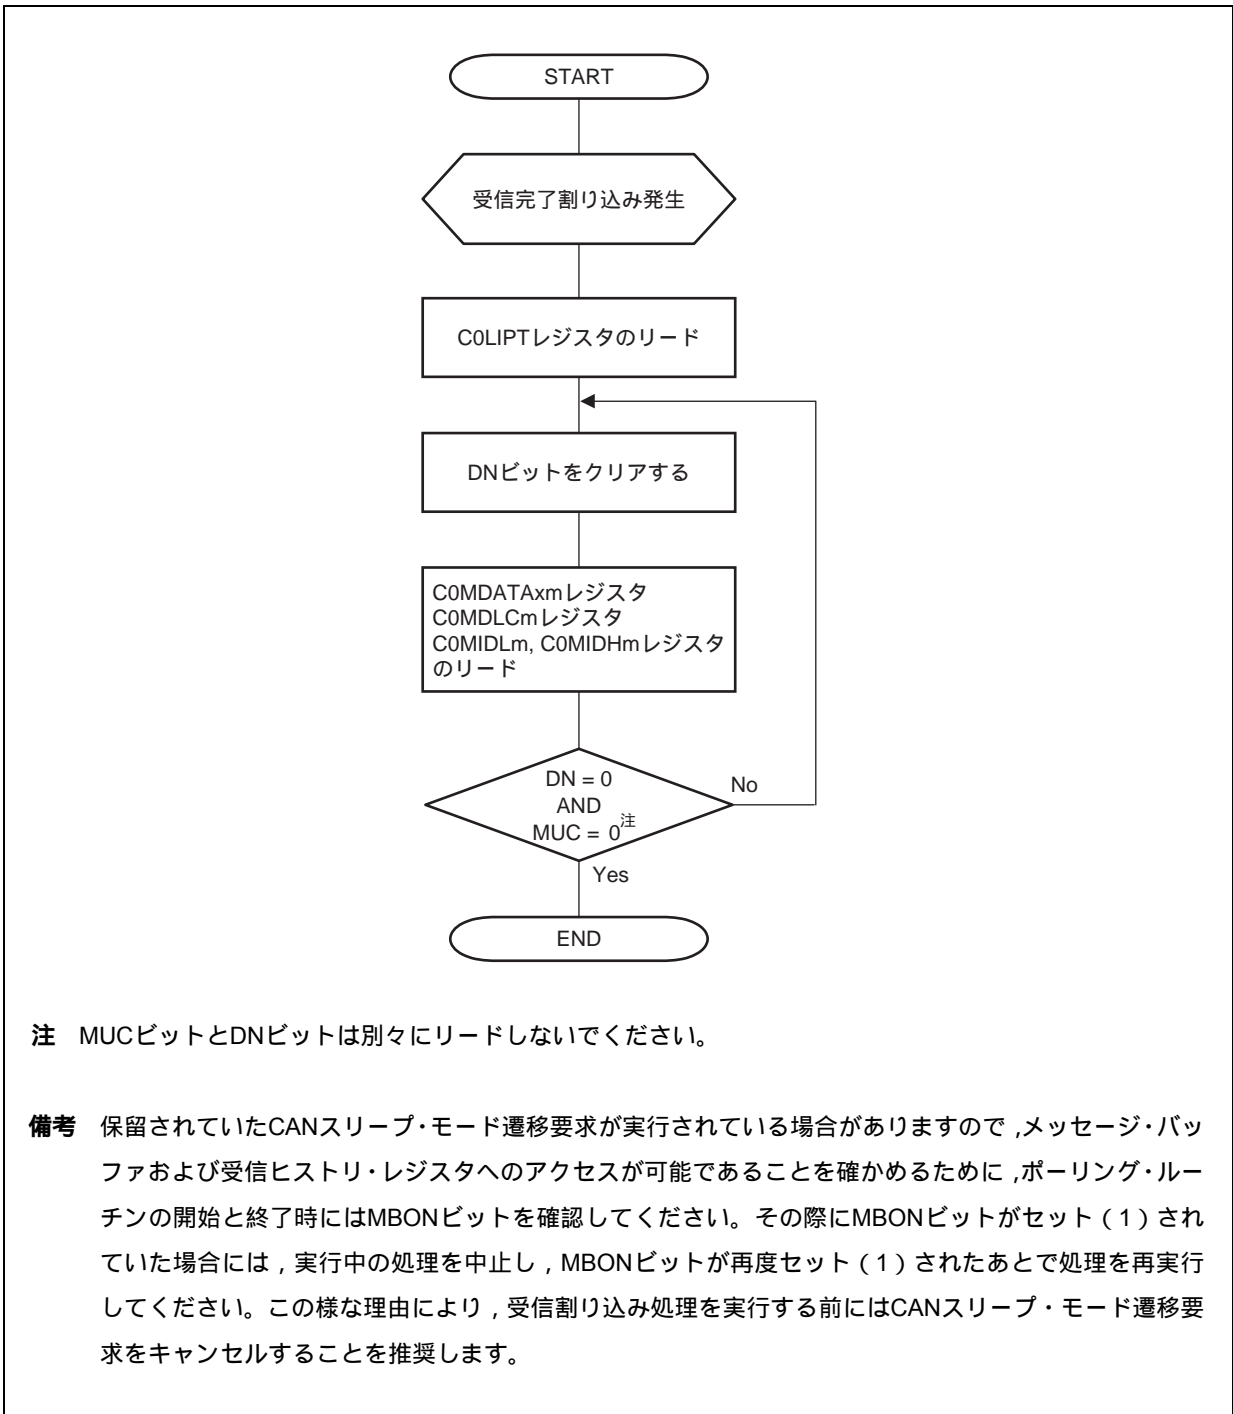 START
受信完了割り込み発生
C0LIPTレジスタのリード
DNビットをクリアする
C0MDATAxmレジスタ
C0MDLCmレジスタ
C0MIDLm, C0MIDHmレジスタ
のリード
DN = 0
AND
MUC = 0注
No
Yes
END
注　MUCビットとDNビットは別々にリードしないでください。
備考　保留されていたCANスリープ・モード遷移要求が実行されている場合がありますので，メッセージ・バッ
ファおよび受信ヒストリ・レジスタへのアクセスが可能であることを確かめるために，ポーリング・ルー
チンの開始と終了時にはMBONビットを確認してください。その際にMBONビットがセット（1）され
ていた場合には，実行中の処理を中止し，MBONビットが再度セット（1）されたあとで処理を再実行
してください。この様な理由により，受信割り込み処理を実行する前にはCANスリープ・モード遷移要
求をキャンセルすることを推奨します。